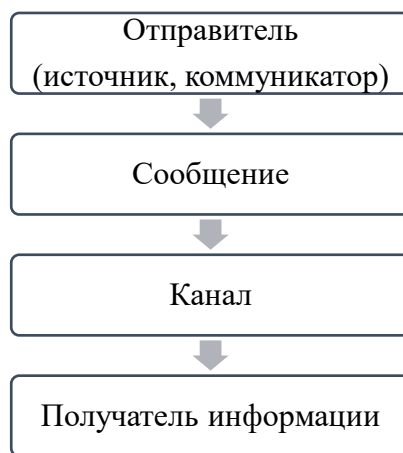 Отправитель
(источник, коммуникатор)
Сообщение
Канал
Получатель информации